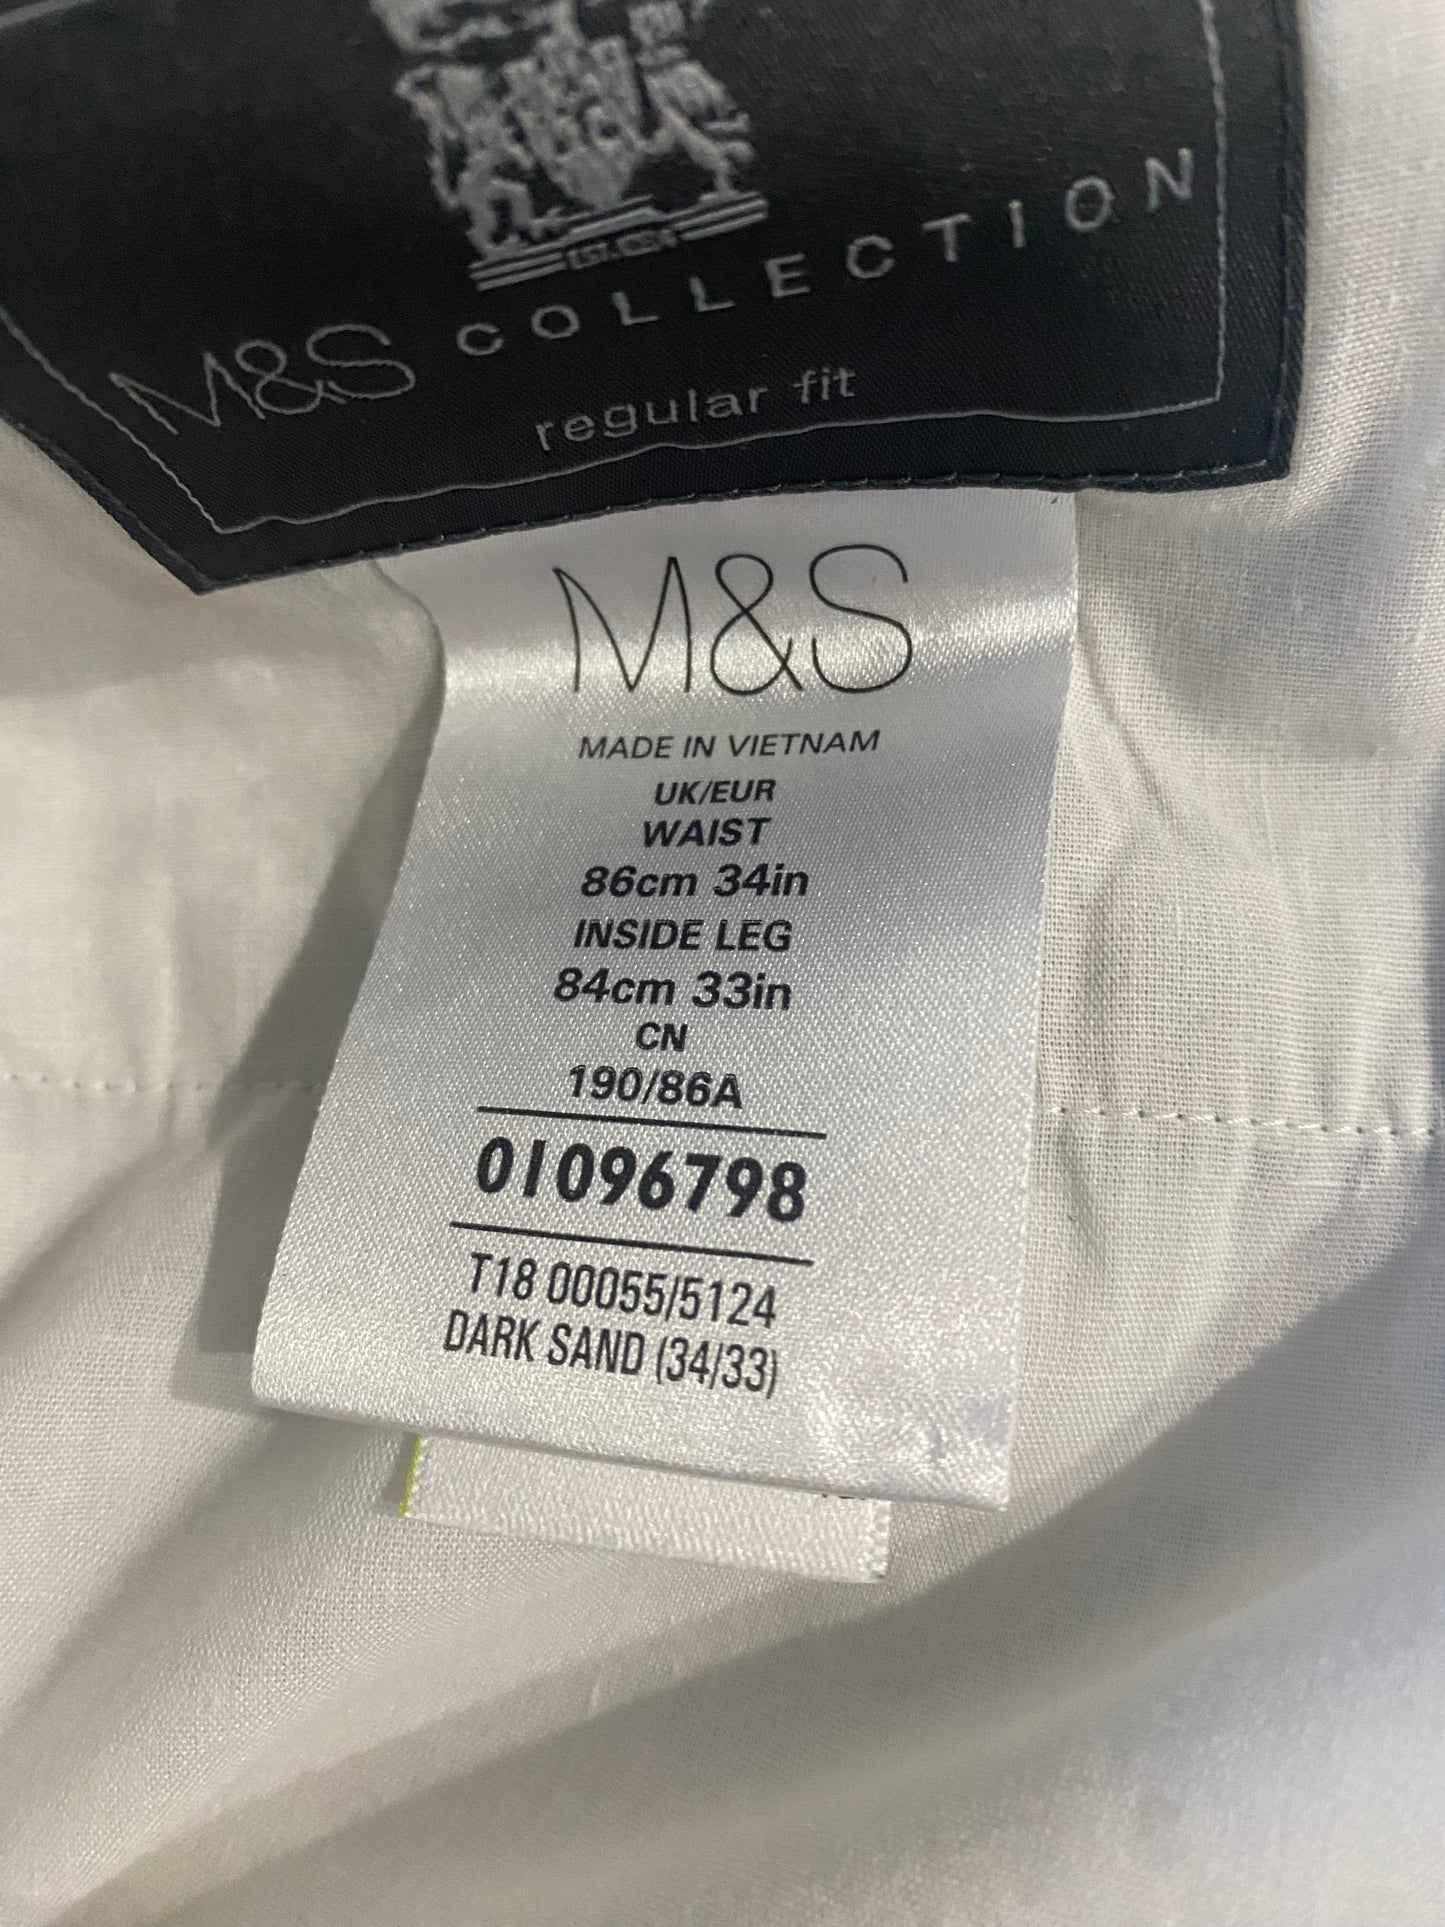 M&S COLLECTION
regular fit
M&S
MADE IN VIETNAM
UK/EUR
WAIST
86cm 34in
INSIDE LEG
84cm 33in
CN
190/86A
01096798
T18 00055/5124
DARK SAND (34/33)